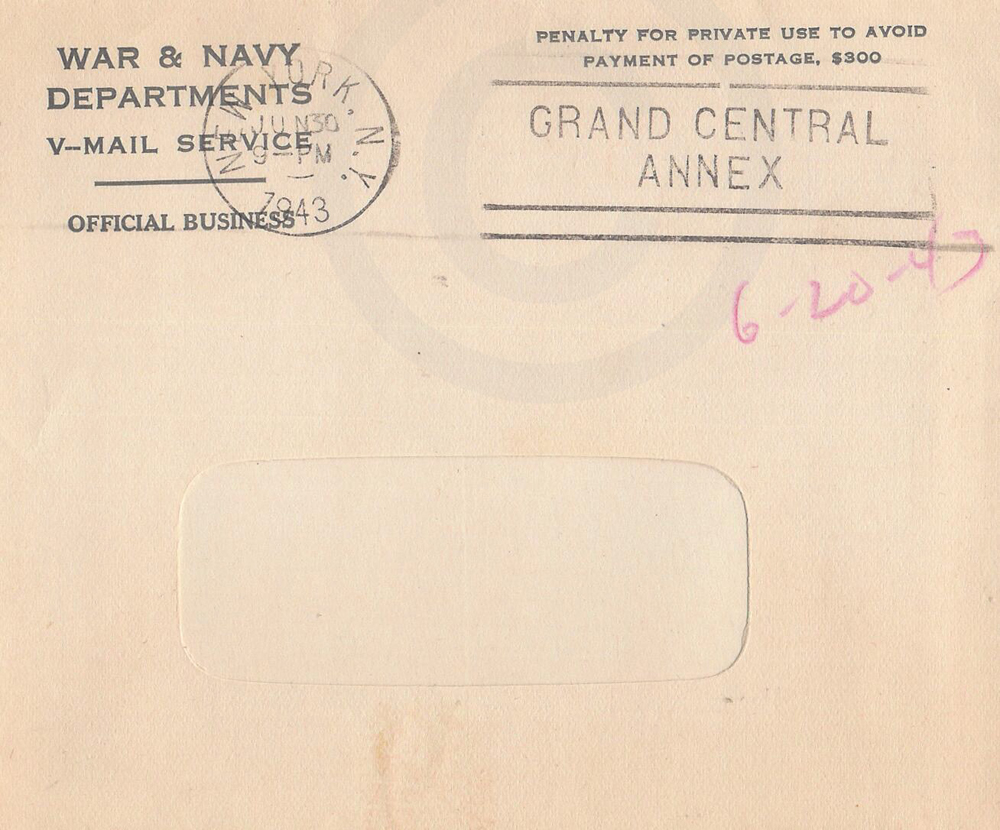 WAR & NAVY
DEPARTMENTS
V--MAIL SERVICE
OFFICIAL BUSINESS
NEW YORK, N.Y.
JUN 30
9--PM
1943
PENALTY FOR PRIVATE USE TO AVOID
PAYMENT OF POSTAGE, $300
GRAND CENTRAL
ANNEX
6-20-43